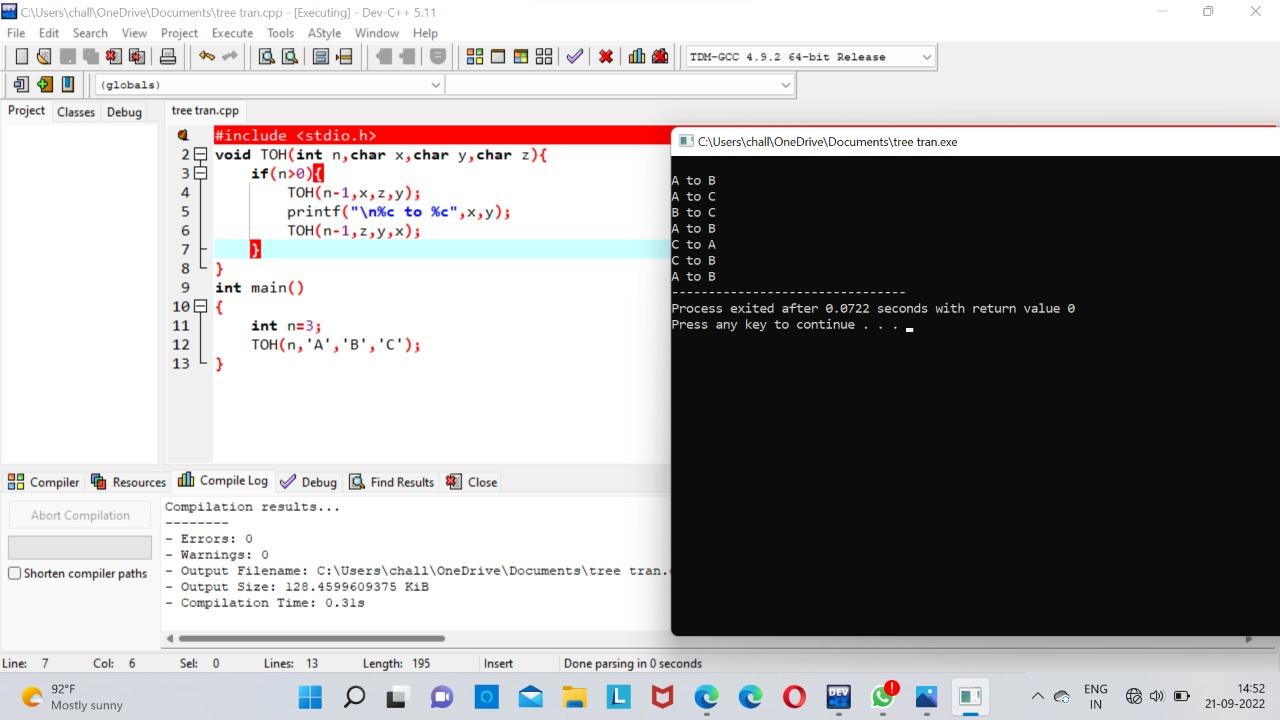 C:\Users\chall\OneDrive\Documents\tree tran.cpp - [Executing] - Dev-C++ 5.11
File Edit Search View Project Execute Tools AStyle Window Help
TDM-GCC 4.9.2 64-bit Release
(globals)
Project Classes Debug
tree tran.cpp
#include <stdio.h>
2 void TOH(int n,char x,char y,char z){
3 if(n>0){
4 TOH(n-1,x,z,y);
5 printf("\n%c to %c",x,y);
6 TOH(n-1,z,y,x);
7 }
8 }
9 int main()
10 {
11 int n=3;
12 TOH(n,'A','B','C');
13 }
C:\Users\chall\OneDrive\Documents\tree tran.exe
A to B
A to C
B to C
A to B
C to A
C to B
A to B
--------------------------------
Process exited after 0.0722 seconds with return value 0
Press any key to continue . . .
Compiler Resources Compile Log Debug Find Results Close
Abort Compilation
Shorten compiler paths
Compilation results...
--------
- Errors: 0
- Warnings: 0
- Output Filename: C:\Users\chall\OneDrive\Documents\tree tran.
- Output Size: 128.4599609375 KiB
- Compilation Time: 0.31s
Line: 7 Col: 6 Sel: 0 Lines: 13 Length: 195 Insert Done parsing in 0 seconds
92°F
Mostly sunny
L
DEV
!
ENG
IN
14:52
21-09-2022